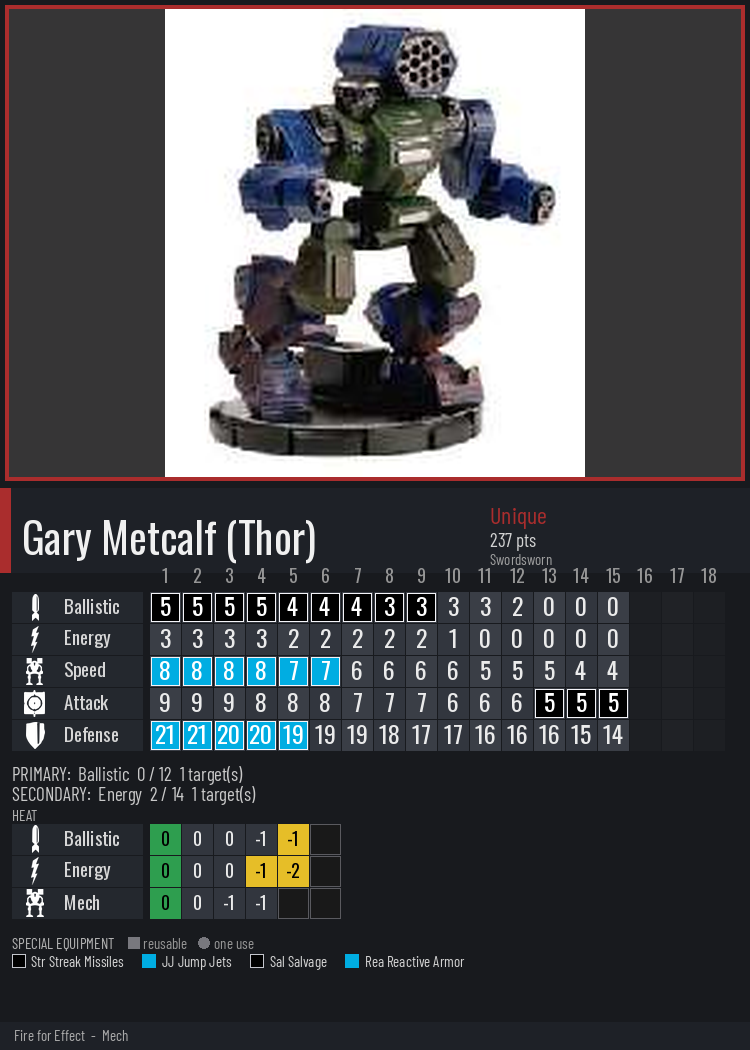 Gary Metcalf (Thor)
Unique
237 pts
Swordsworn
1 2 3 4 5 6 7 8 9 10 11 12 13 14 15 16 17 18
Ballistic 5 5 5 5 4 4 4 3 3 3 3 2 0 0 0
Energy 3 3 3 3 2 2 2 2 2 1 0 0 0 0 0
Speed 8 8 8 8 7 7 6 6 6 6 5 5 5 4 4
Attack 9 9 9 8 8 8 7 7 7 6 6 6 5 5 5
Defense 21 21 20 20 19 19 19 18 17 17 16 16 16 15 14
PRIMARY: Ballistic 0 / 12 1 target(s)
SECONDARY: Energy 2 / 14 1 target(s)
HEAT
Ballistic 0 0 0 -1 -1
Energy 0 0 0 -1 -2
Mech 0 0 -1 -1
SPECIAL EQUIPMENT reusable one use
Str Streak Missiles JJ Jump Jets Sal Salvage Rea Reactive Armor
Fire for Effect - Mech